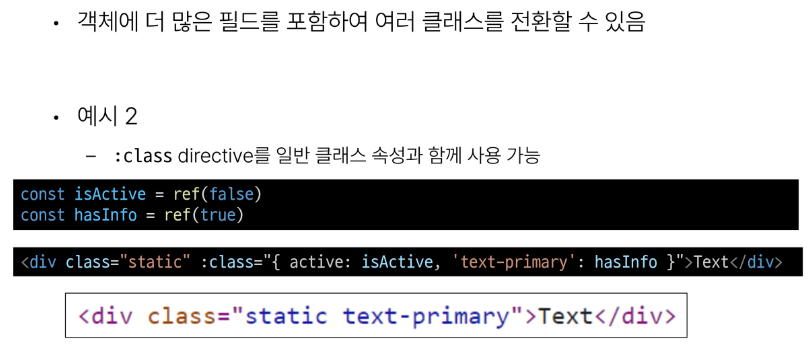 • 객체에 더 많은 필드를 포함하여 여러 클래스를 전환할 수 있음
• 예시 2
– :class directive를 일반 클래스 속성과 함께 사용 가능
const isActive = ref(false)
const hasInfo = ref(true)
<div class="static" :class="{ active: isActive, 'text-primary': hasInfo }">Text</div>
<div class="static text-primary">Text</div>